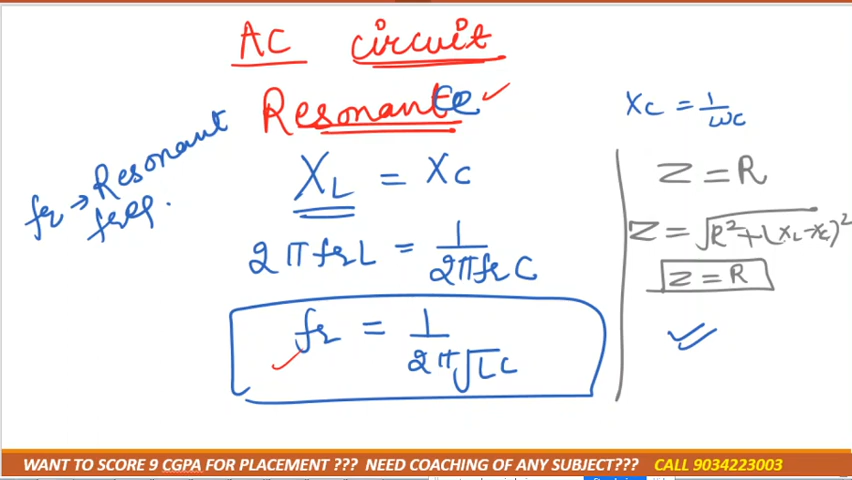 AC circuit
Resonance
fr → Resonant
freq.
XL = XC
2πfrL = 1/2πfrC
fr = 1/2π√LC
XC = 1/ωC
Z = R
Z = √R²+(XL-XC)²
Z = R
WANT TO SCORE 9 CGPA FOR PLACEMENT ??? NEED COACHING OF ANY SUBJECT??? CALL 9034223003